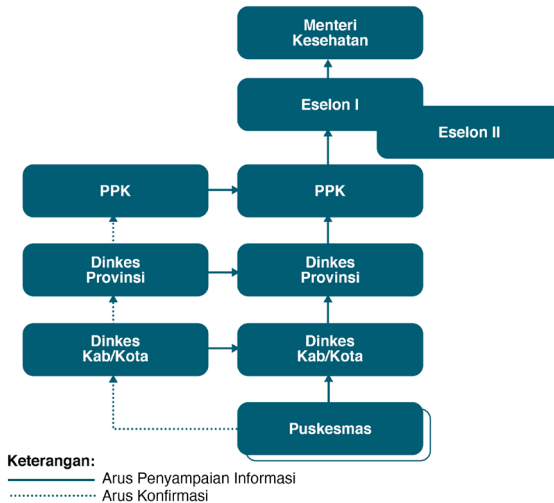 Menteri
Kesehatan
Eselon I
Eselon II
PPK
PPK
Dinkes
Provinsi
Dinkes
Provinsi
Dinkes
Kab/Kota
Dinkes
Kab/Kota
Puskesmas
Keterangan:
Arus Penyampaian Informasi
Arus Konfirmasi